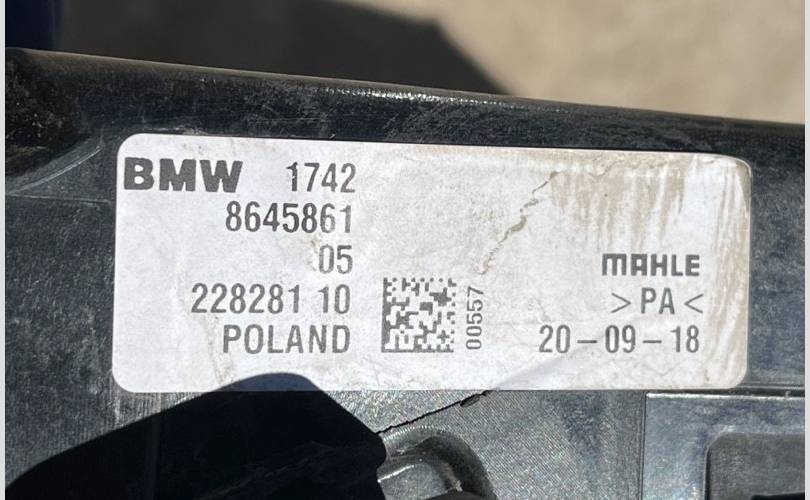 BMW 1742
8645861
05
228281 10
POLAND
00557
MAHLE
>PA<
20-09-18